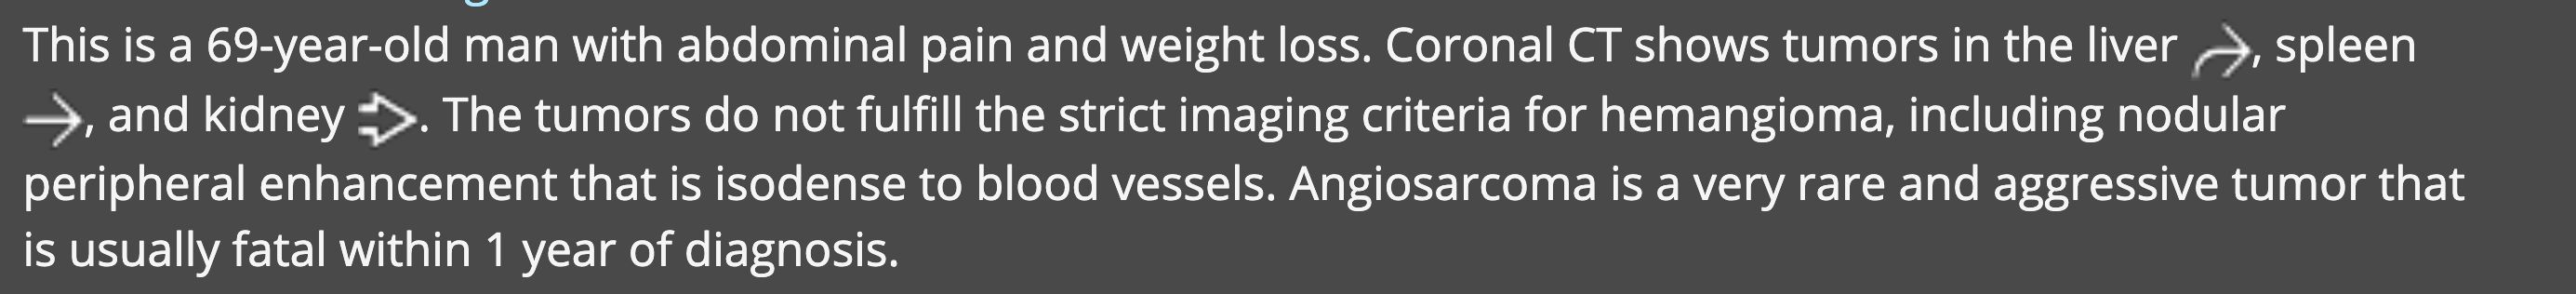 This is a 69-year-old man with abdominal pain and weight loss. Coronal CT shows tumors in the liver , spleen
, and kidney . The tumors do not fulfill the strict imaging criteria for hemangioma, including nodular
peripheral enhancement that is isodense to blood vessels. Angiosarcoma is a very rare and aggressive tumor that
is usually fatal within 1 year of diagnosis.